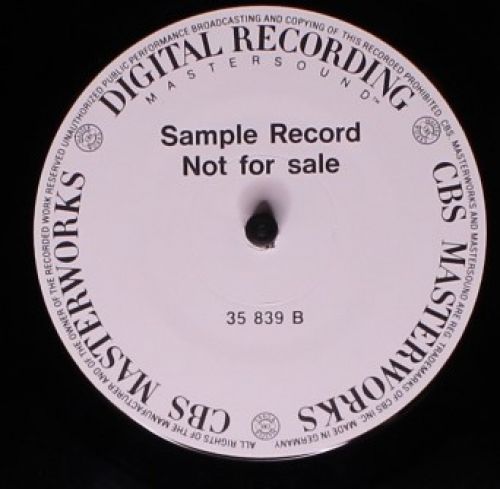 DIGITAL RECORDING
MASTERSOUND™
Sample Record
Not for sale
35 839 B
CBS MASTERWORKS
CBS MASTERWORKS
ALL RIGHTS OF THE MANUFACTURER AND OF THE OWNER OF THE RECORDED WORK RESERVED UNAUTHORIZED PUBLIC PERFORMANCE BROADCASTING AND COPYING OF THIS RECORDED PROHIBITED. CBS. MASTERWORKS AND MASTERSOUND ARE REG. TRADEMARKS OF CBS INC. MADE IN GERMANY